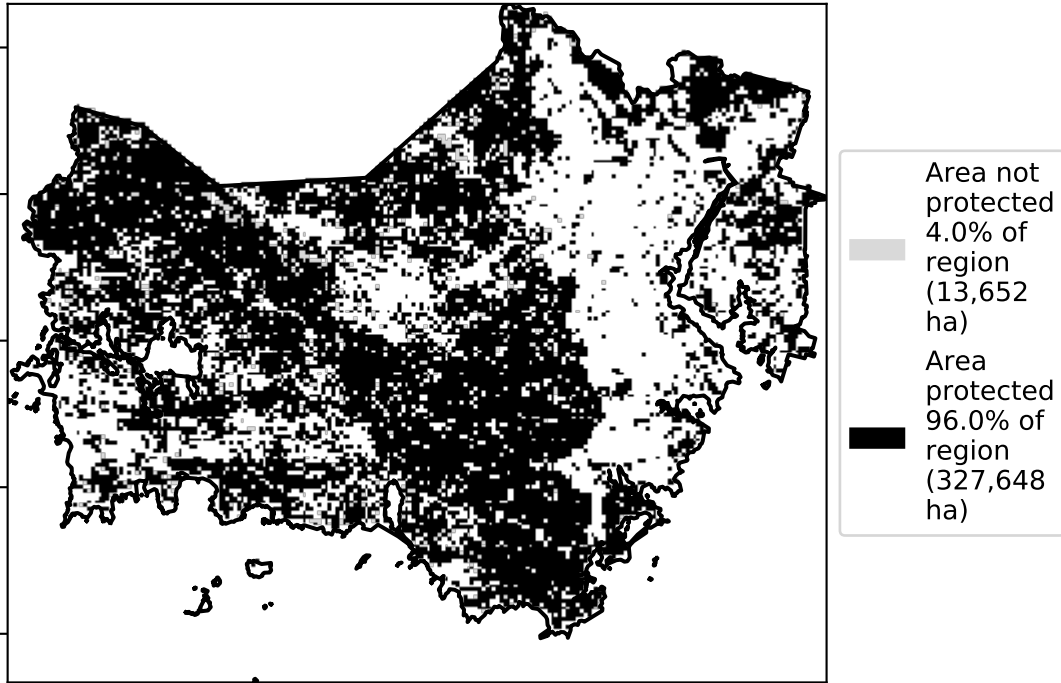 Area not
protected
4.0% of
region
(13,652
ha)
Area
protected
96.0% of
region
(327,648
ha)